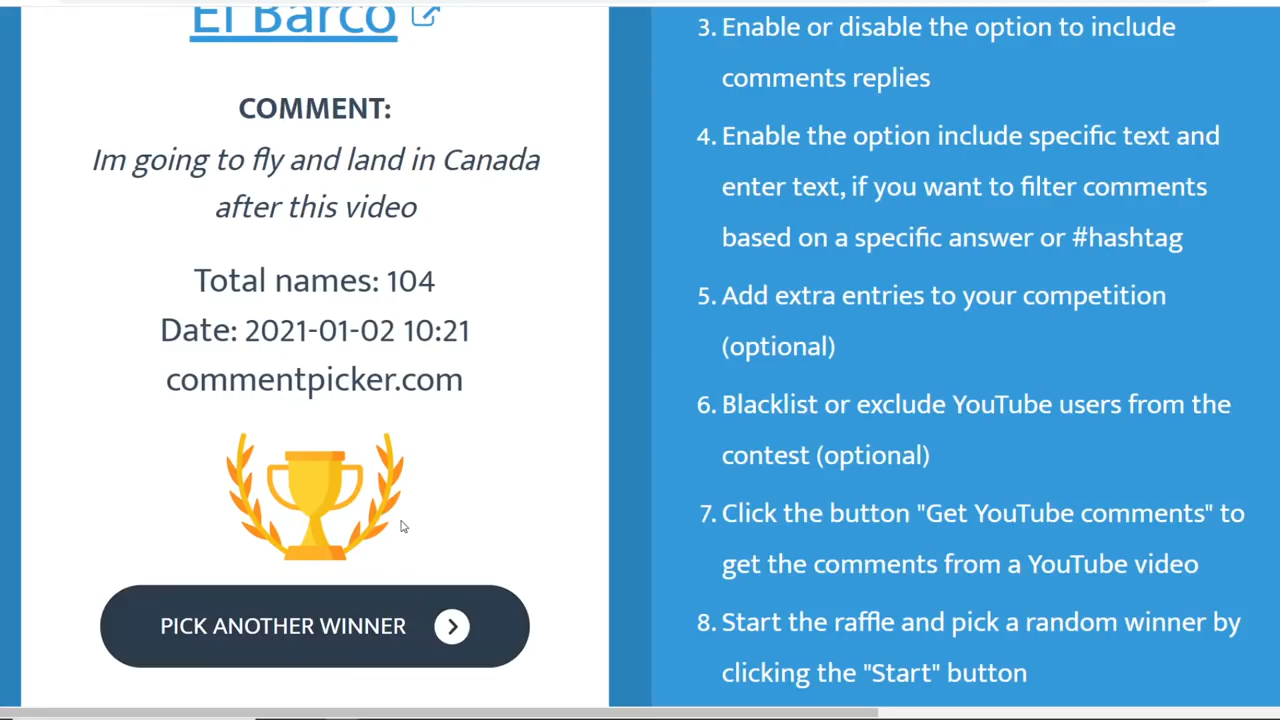 El Barco
COMMENT:
Im going to fly and land in Canada
after this video
Total names: 104
Date: 2021-01-02 10:21
commentpicker.com
PICK ANOTHER WINNER
3. Enable or disable the option to include
comments replies
4. Enable the option include specific text and
enter text, if you want to filter comments
based on a specific answer or #hashtag
5. Add extra entries to your competition
(optional)
6. Blacklist or exclude YouTube users from the
contest (optional)
7. Click the button "Get YouTube comments" to
get the comments from a YouTube video
8. Start the raffle and pick a random winner by
clicking the "Start" button